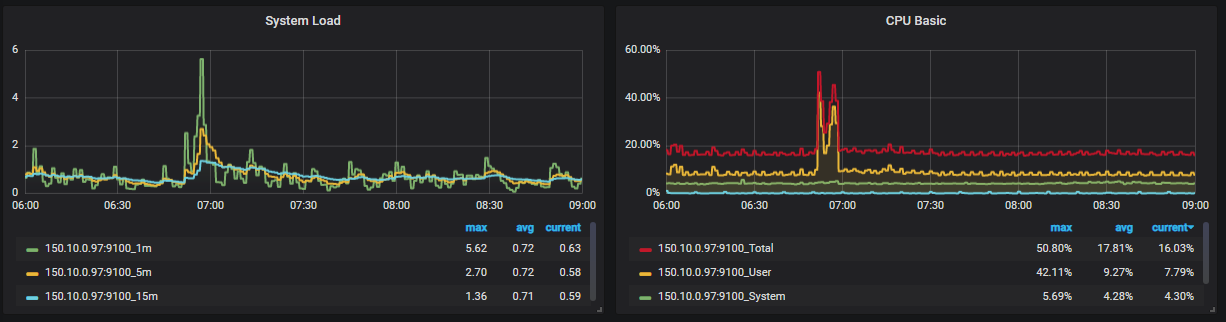 System Load
6
4
2
0
06:00 06:30 07:00 07:30 08:00 08:30 09:00
max avg current
150.10.0.97:9100_1m 5.62 0.72 0.63
150.10.0.97:9100_5m 2.70 0.72 0.58
150.10.0.97:9100_15m 1.36 0.71 0.59
CPU Basic
60.00%
40.00%
20.00%
0%
06:00 06:30 07:00 07:30 08:00 08:30 09:00
max avg current
150.10.0.97:9100_Total 50.80% 17.81% 16.03%
150.10.0.97:9100_User 42.11% 9.27% 7.79%
150.10.0.97:9100_System 5.69% 4.28% 4.30%